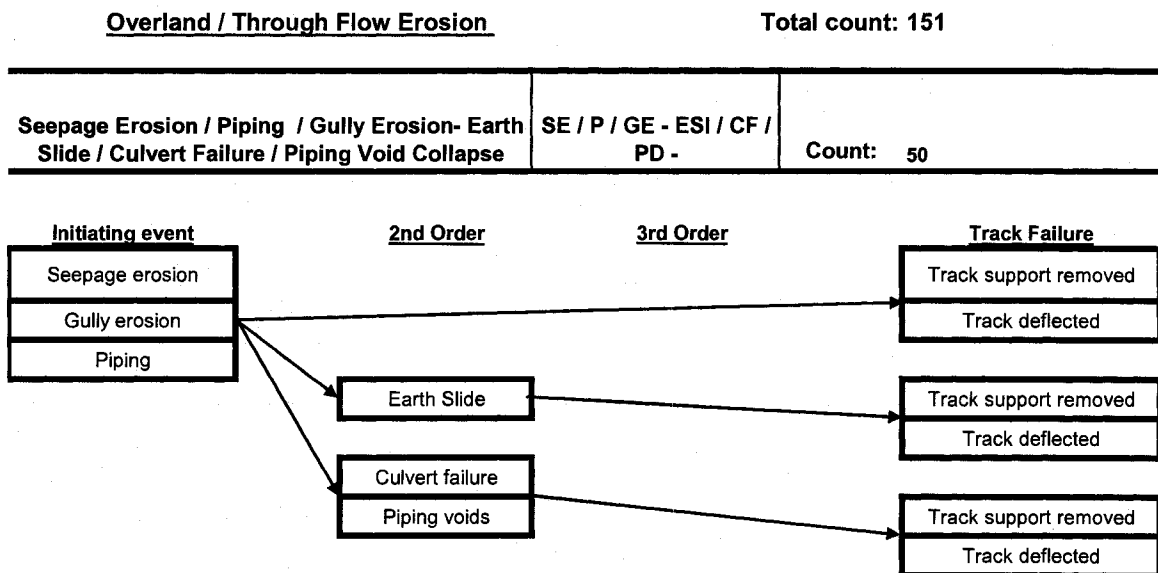 Overland / Through Flow Erosion
Total count: 151
Seepage Erosion / Piping / Gully Erosion- Earth
Slide / Culvert Failure / Piping Void Collapse
SE / P / GE - ESI / CF /
PD -
Count: 50
Initiating event
2nd Order
3rd Order
Track Failure
Seepage erosion
Gully erosion
Piping
Earth Slide
Culvert failure
Piping voids
Track support removed
Track deflected
Track support removed
Track deflected
Track support removed
Track deflected